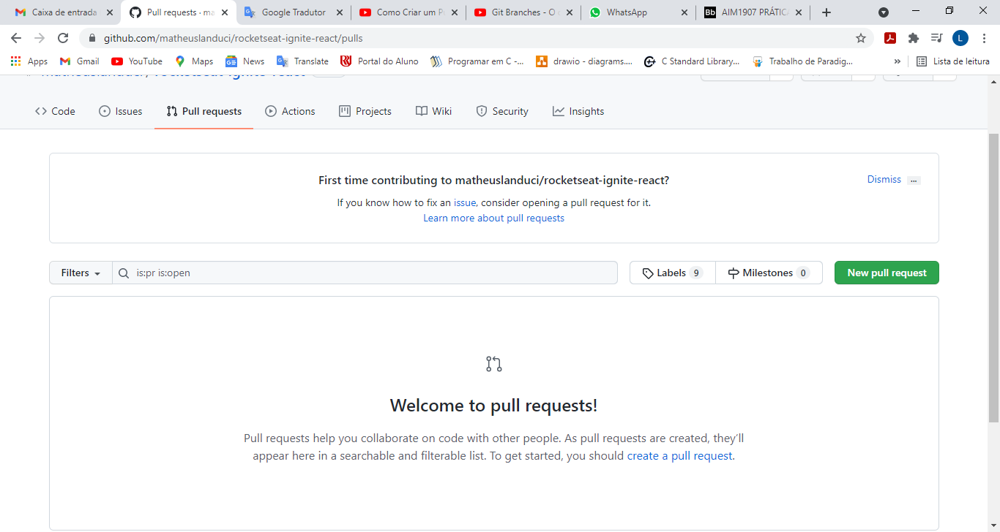 Caixa de entrada
Pull requests · ma
Google Tradutor
Como Criar um P
Git Branches - O
WhatsApp
Bb AIM1907 PRÁTIC
github.com/matheuslanduci/rocketseat-ignite-react/pulls
L
Apps
Gmail
YouTube
Maps
News
Translate
Portal do Aluno
Programar em C -...
drawio - diagrams....
C Standard Library...
Trabalho de Paradig...
»
Lista de leitura
matheuslanduci/rocketseat-ignite-react
Code
Issues
Pull requests
Actions
Projects
Wiki
Security
Insights
First time contributing to matheuslanduci/rocketseat-ignite-react?
Dismiss ...
If you know how to fix an issue, consider opening a pull request for it.
Learn more about pull requests
Filters
is:pr is:open
Labels 9
Milestones 0
New pull request
Welcome to pull requests!
Pull requests help you collaborate on code with other people. As pull requests are created, they’ll
appear here in a searchable and filterable list. To get started, you should create a pull request.